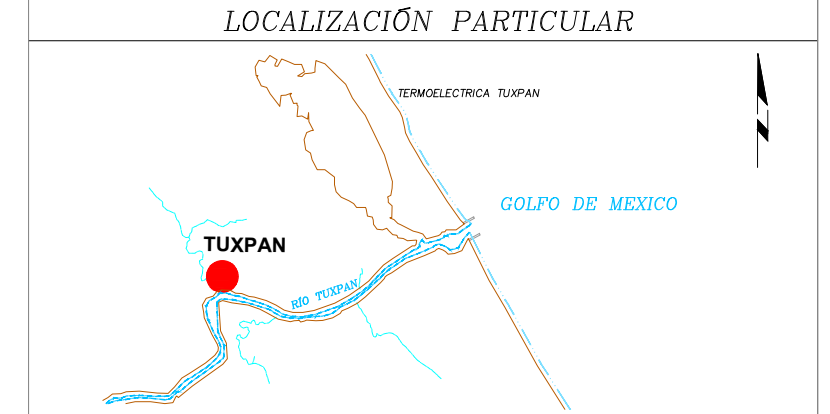 LOCALIZACIÓN PARTICULAR
TERMOELECTRICA TUXPAN
GOLFO DE MEXICO
TUXPAN
RÍO TUXPAN